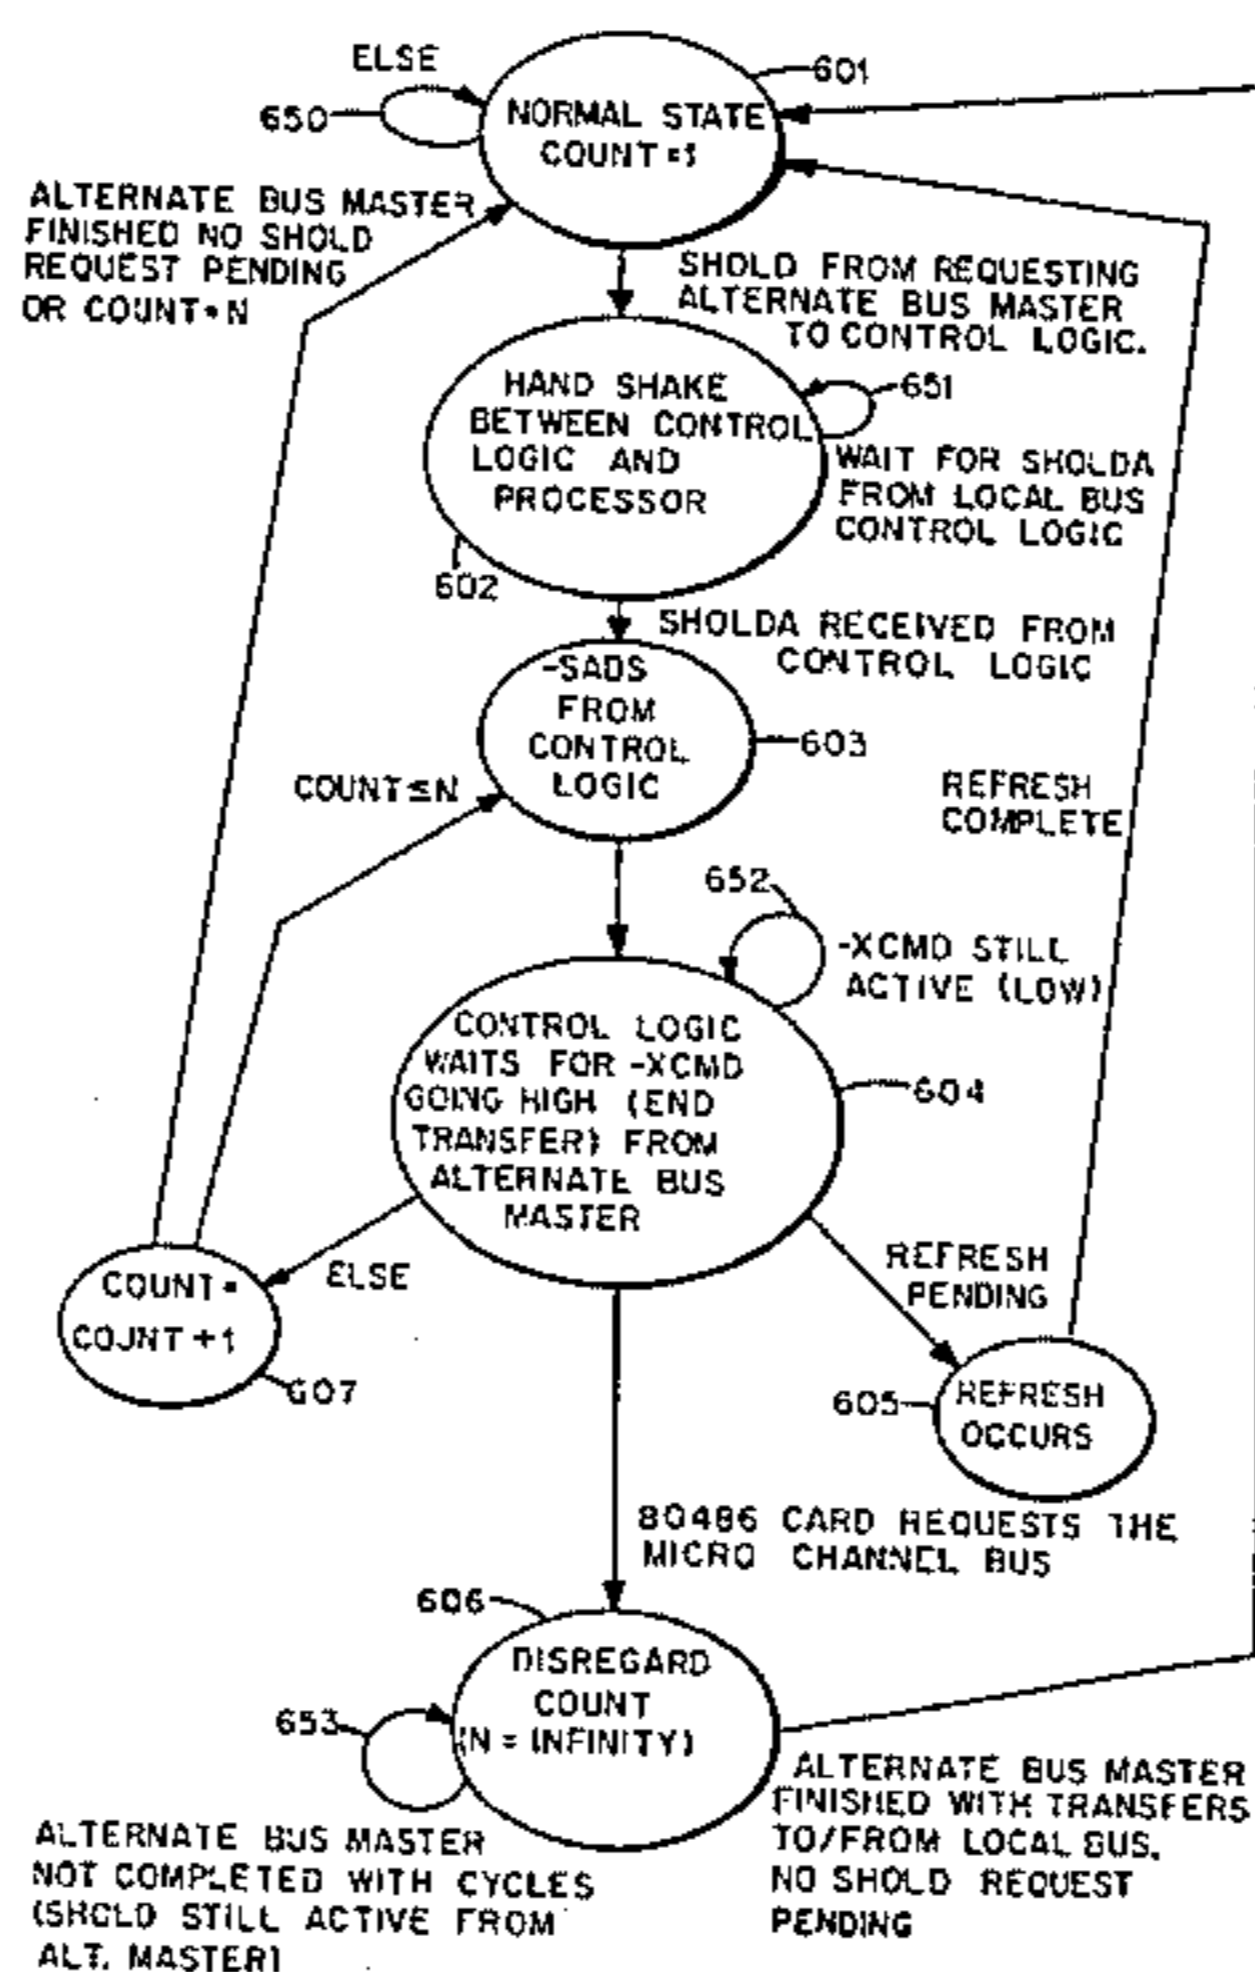 ELSE
601
650
NORMAL STATE
COUNT=1
ALTERNATE BUS MASTER
FINISHED NO SHOLD
REQUEST PENDING
OR COUNT=N
SHOLD FROM REQUESTING
ALTERNATE BUS MASTER
TO CONTROL LOGIC.
HAND SHAKE
BETWEEN CONTROL
LOGIC AND
PROCESSOR
651
WAIT FOR SHOLDA
FROM LOCAL BUS
CONTROL LOGIC
602
SHOLDA RECEIVED FROM
CONTROL LOGIC
-SADS
FROM
CONTROL
LOGIC
603
COUNT≤N
REFRESH
COMPLETE
652
-XCMD STILL
ACTIVE (LOW)
CONTROL LOGIC
WAITS FOR -XCMD
GOING HIGH (END
TRANSFER) FROM
ALTERNATE BUS
MASTER
604
ELSE
REFRESH
PENDING
COUNT=
COUNT+1
607
605
REFRESH
OCCURS
80486 CARD REQUESTS THE
MICRO CHANNEL BUS
606
DISREGARD
COUNT
(N = INFINITY)
653
ALTERNATE BUS MASTER
NOT COMPLETED WITH CYCLES
(SHOLD STILL ACTIVE FROM
ALT. MASTER)
ALTERNATE BUS MASTER
FINISHED WITH TRANSFERS
TO/FROM LOCAL BUS.
NO SHOLD REQUEST
PENDING